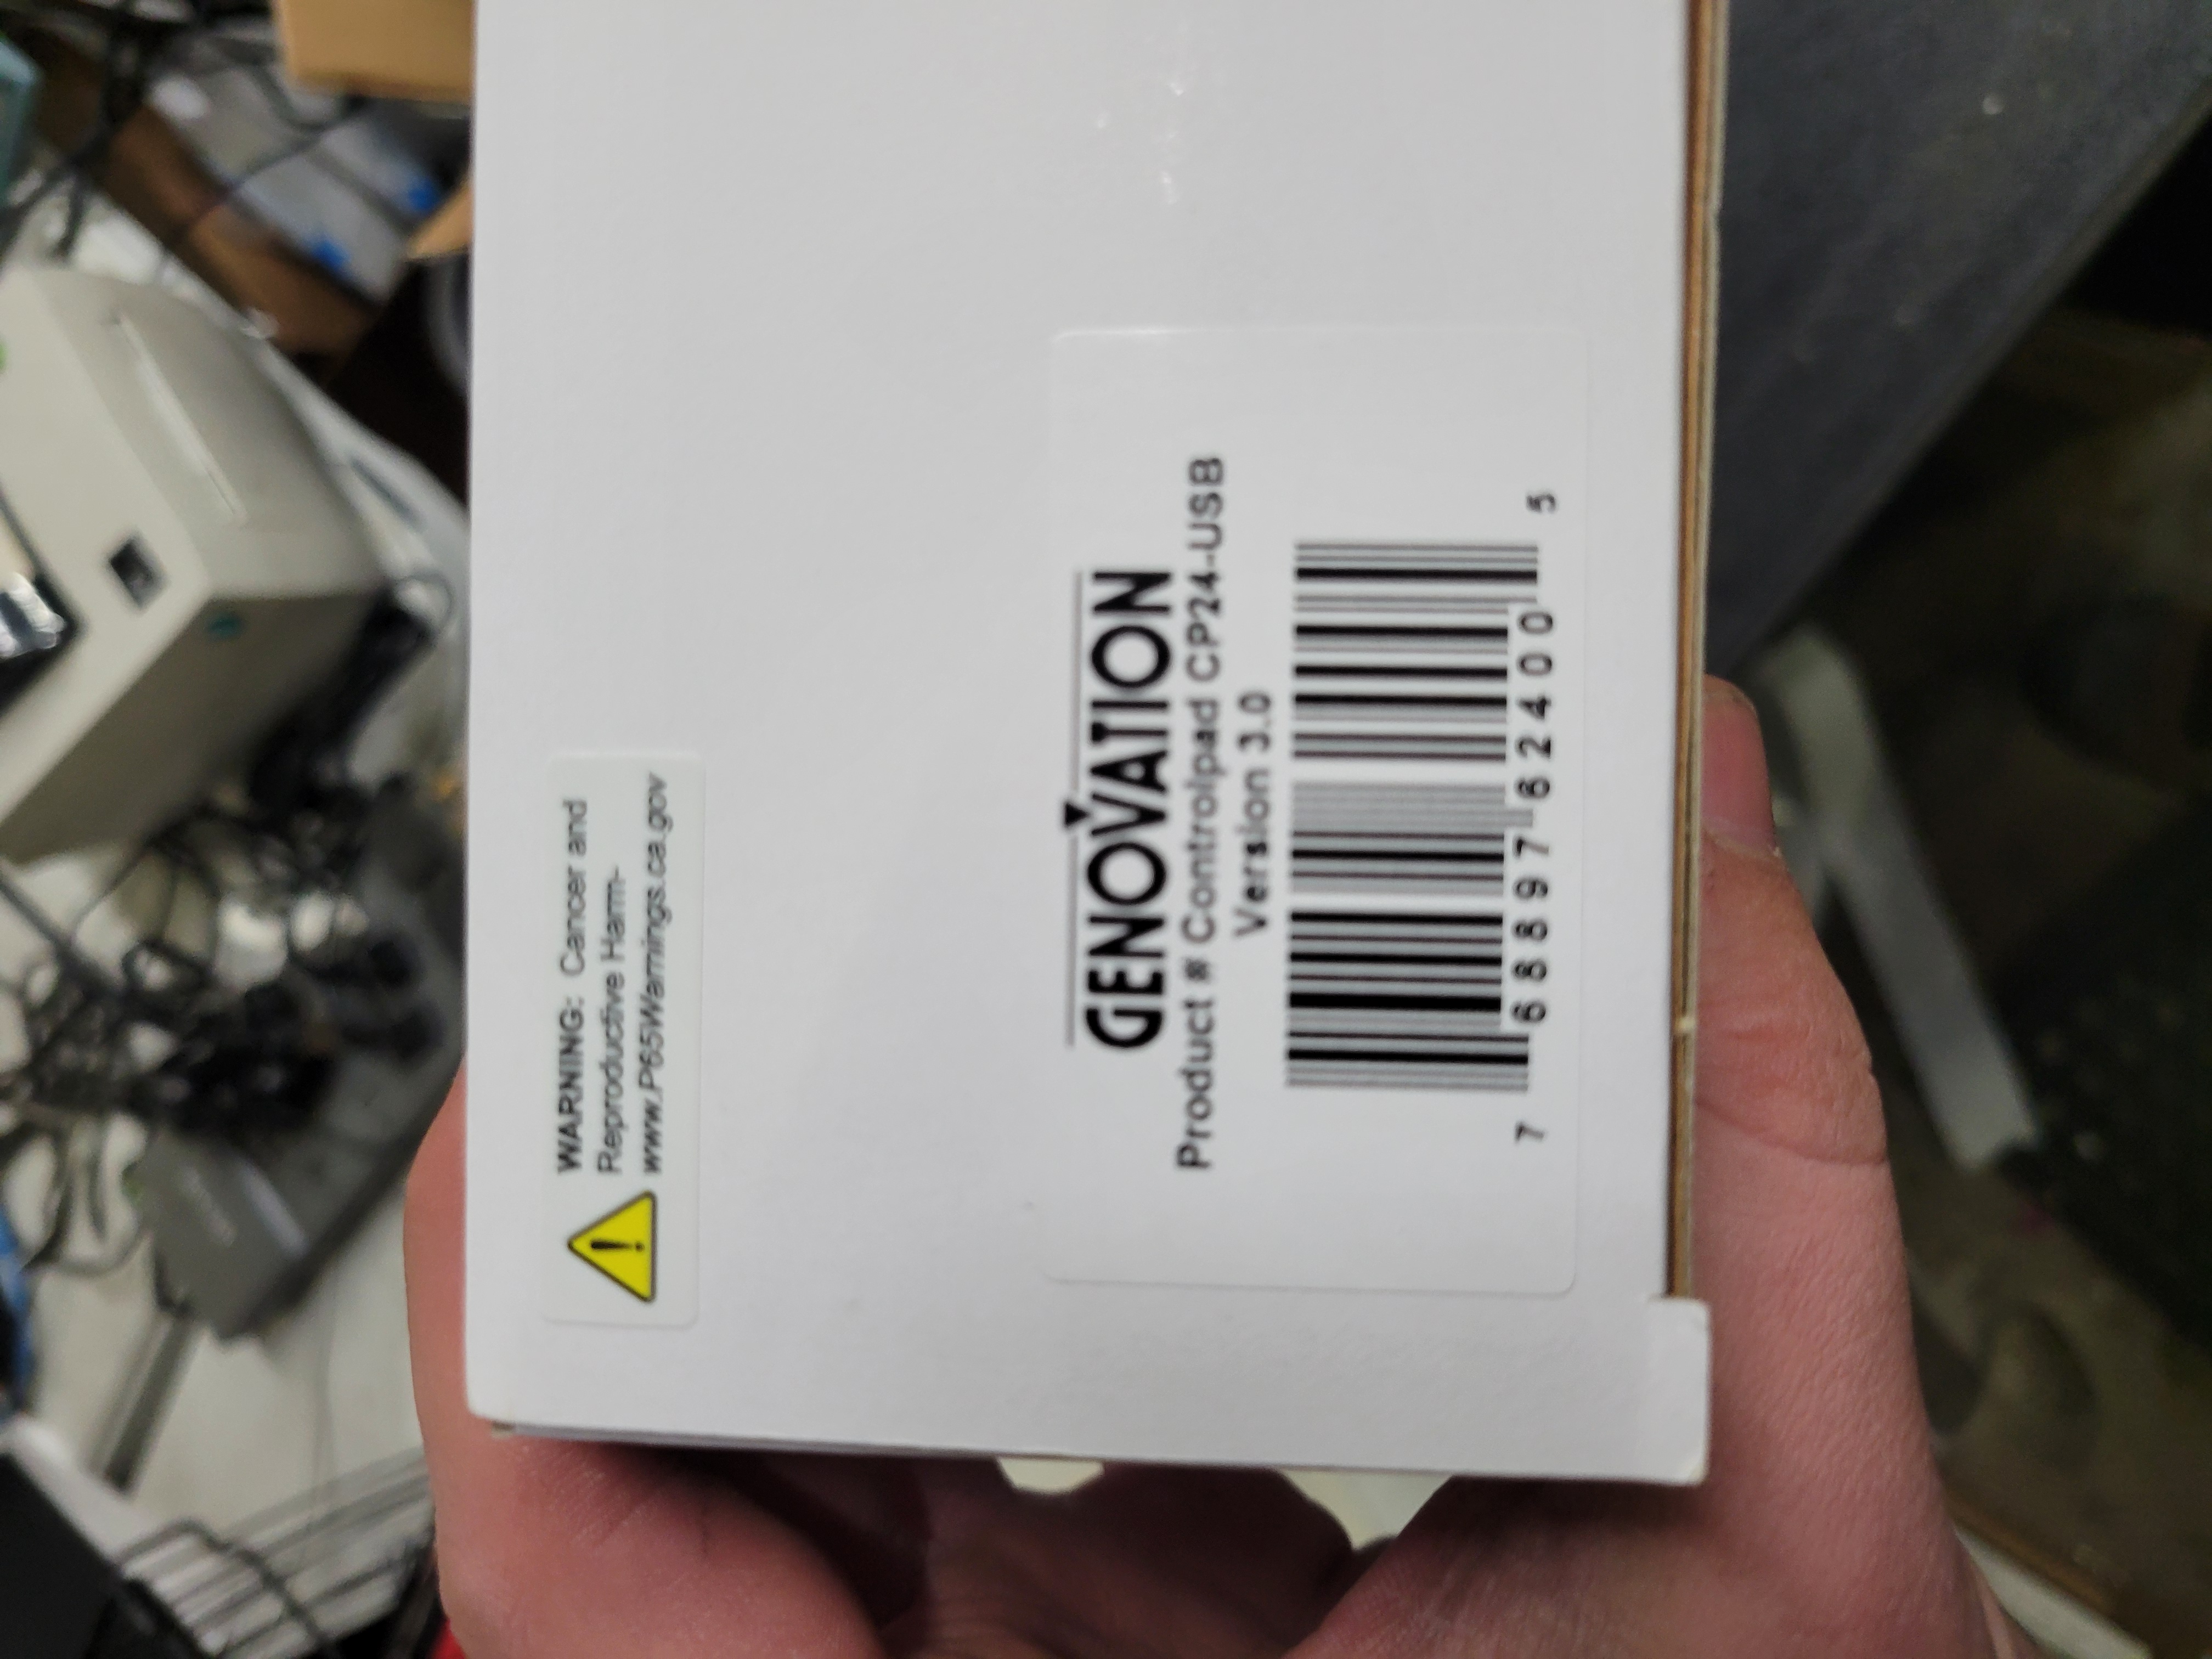 WARNING: Cancer and
Reproductive Harm-
www.P65Warnings.ca.gov
GENOVATION
Product # Controlpad CP24-USB
Version 3.0
7 68897 62400 5